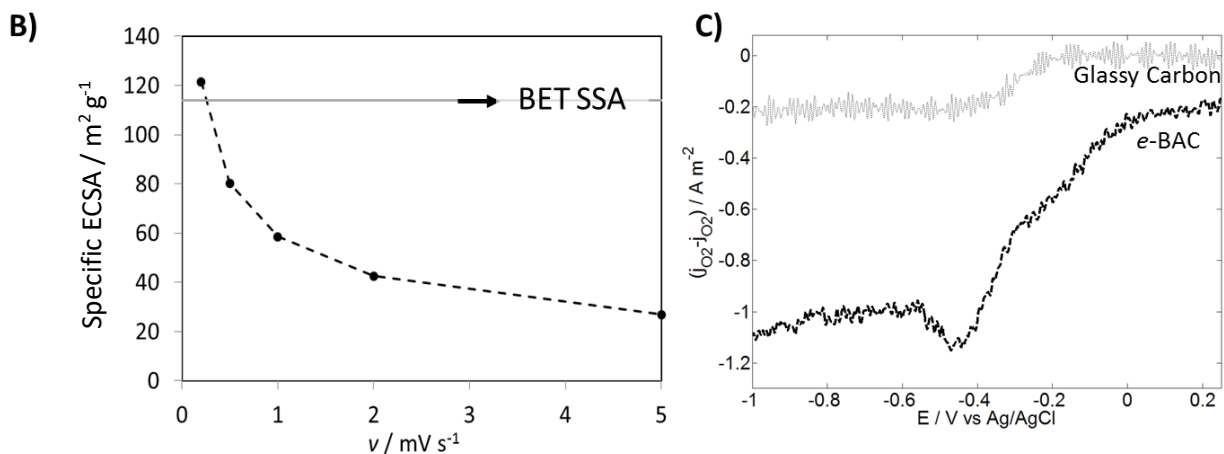 B)
Specific ECSA / m² g⁻¹
140
120
100
80
60
40
20
0
BET SSA
0 1 2 3 4 5
v / mV s⁻¹
C)
(j_O2-j_O2) / A m⁻²
0
-0.2
-0.4
-0.6
-0.8
-1
-1.2
Glassy Carbon
e-BAC
-1 -0.8 -0.6 -0.4 -0.2 0 0.2
E / V vs Ag/AgCl